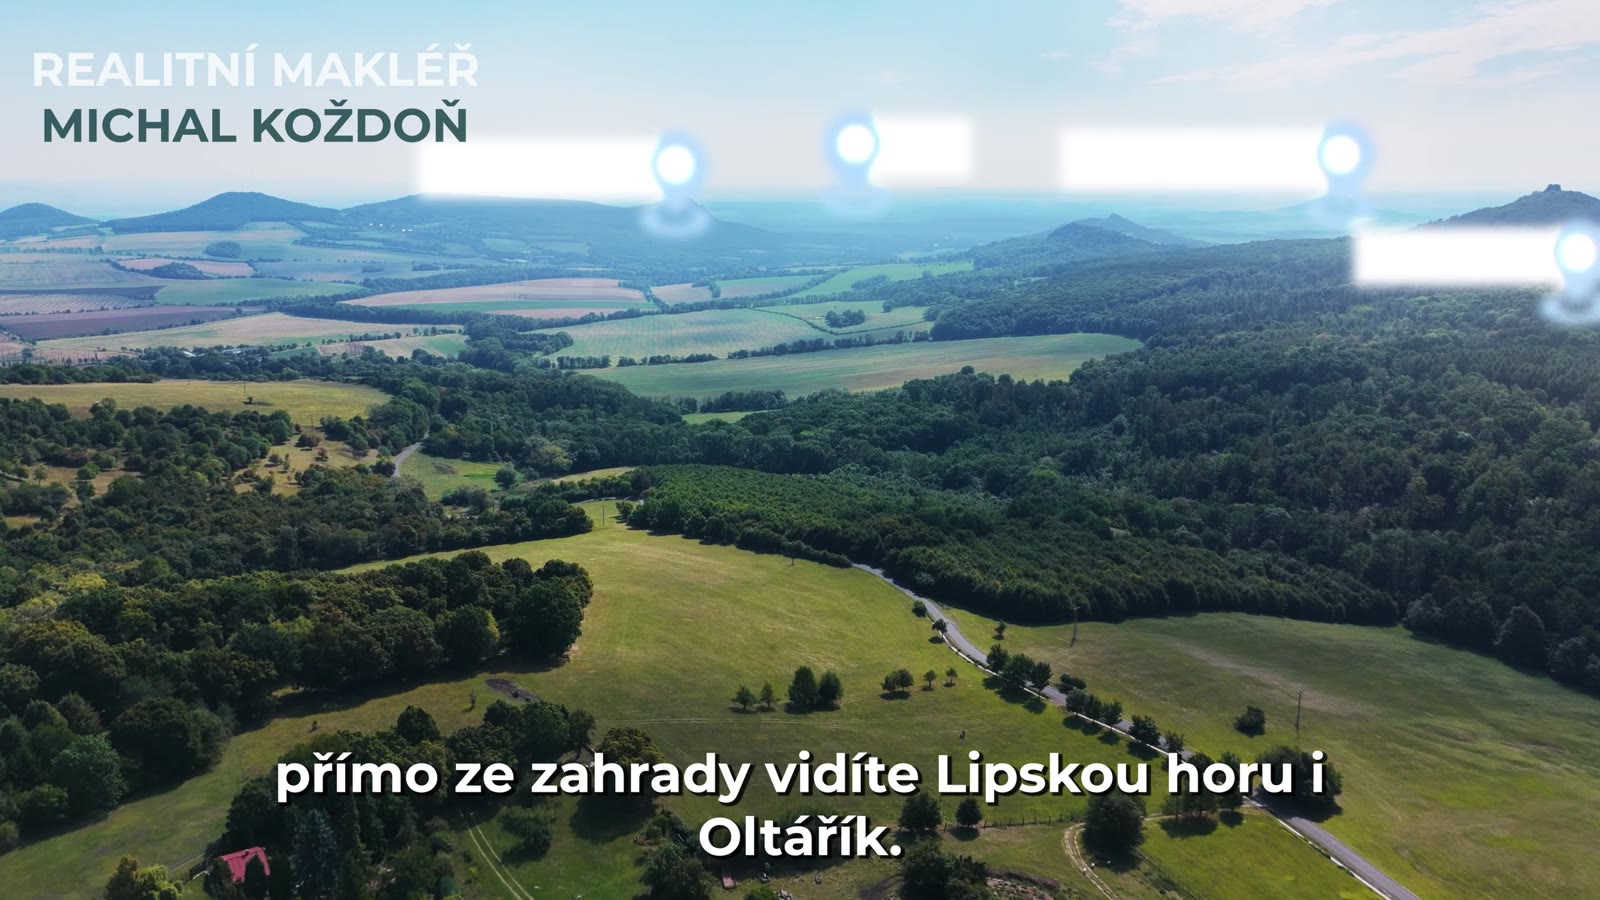 REALITNÍ MAKLÉŘ
MICHAL KOŽDOŇ
přímo ze zahrady vidíte Lipskou horu i
Oltářík.